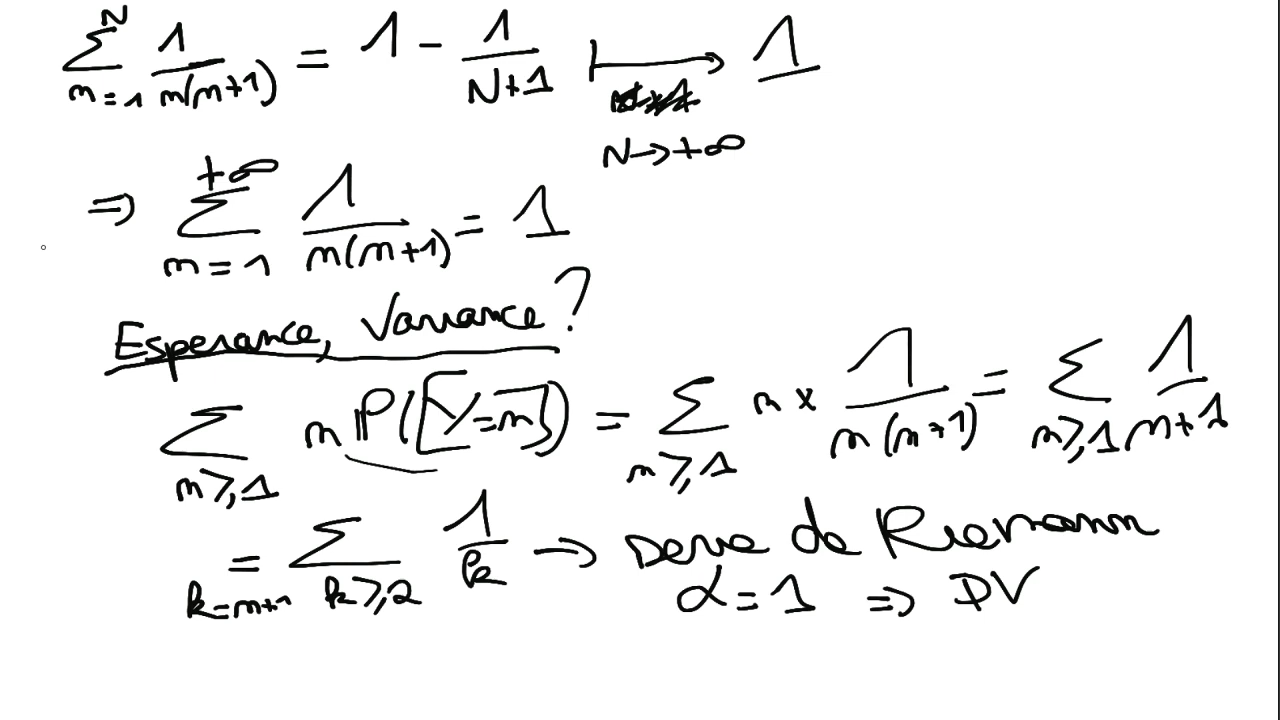 ∑_{n=1}^{N} 1/(n(n+1)) = 1 - 1/(N+1) ⟼ 1
N→+∞
⇒ ∑_{n=1}^{+∞} 1/(n(n+1)) = 1
Esperance, Variance ?
∑_{n⩾1} n P([Y=n]) = ∑_{n⩾1} n × 1/(n(n+1)) = ∑_{n⩾1} 1/(n+1)
=_{k=n+1} ∑_{k⩾2} 1/k → Serie de Riemann
α=1 ⇒ DV